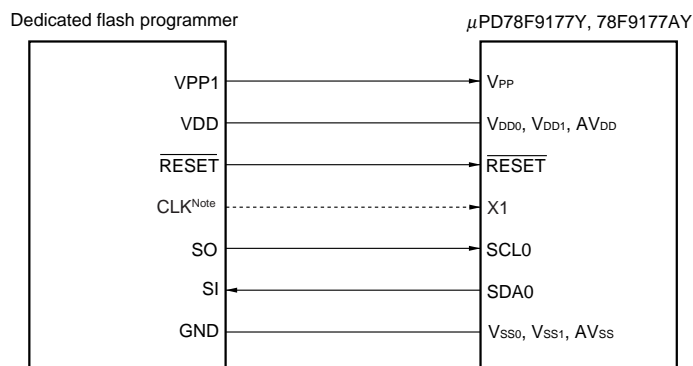 Dedicated flash programmer
μPD78F9177Y, 78F9177AY
VPP1
VPP
VDD
VDD0, VDD1, AVDD
RESET
RESET
CLKNote
X1
SO
SCL0
SI
SDA0
GND
VSS0, VSS1, AVSS